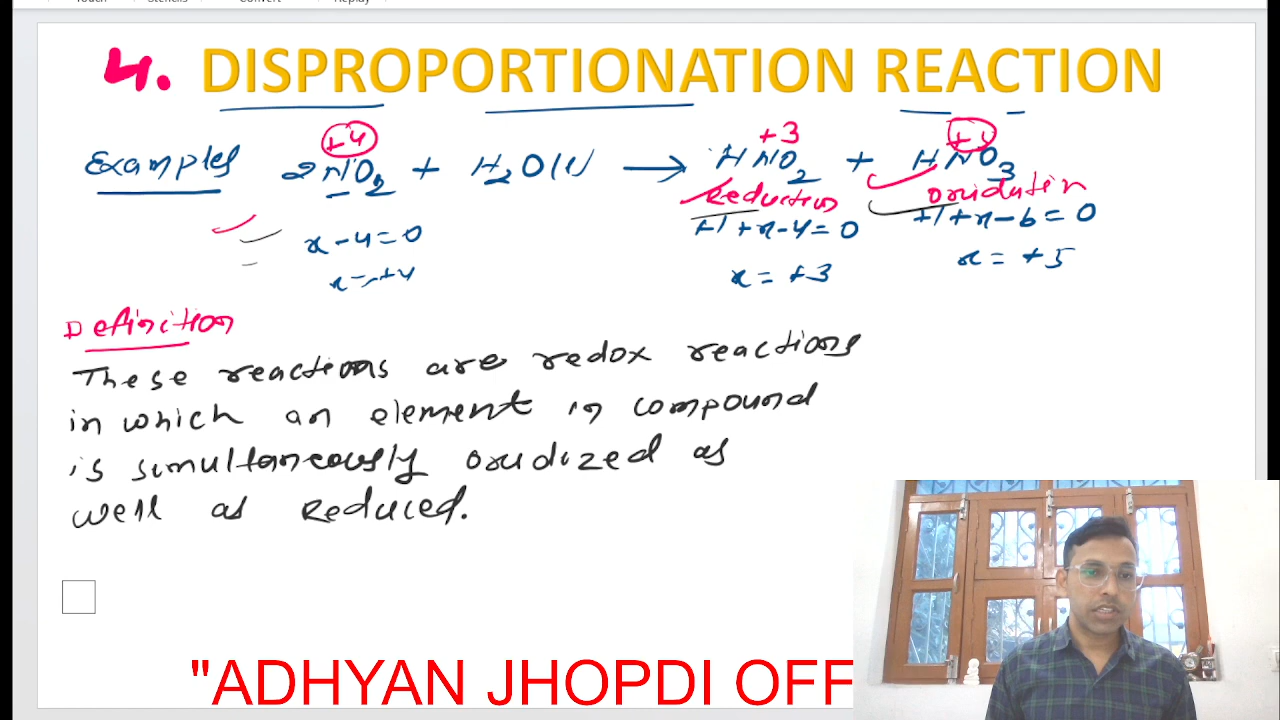 4. DISPROPORTIONATION REACTION
+4 +3
Examples 2NO2 + H2O(l) → HNO2 + HNO3
Reduction oxidation
x-4=0 +1+x-4=0 +1+x-6=0
x=+4 x=+3 x=+5
Definition
These reactions are redox reactions
in which an element in compound
is simultaneously oxidized as
well as Reduced.
"ADHYAN JHOPDI OFF